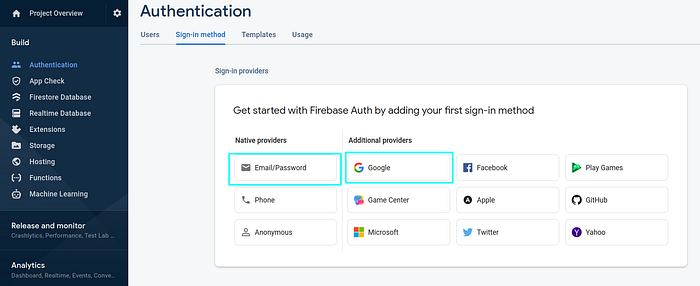 Project Overview
Build
Authentication
App Check
Firestore Database
Realtime Database
Extensions
Storage
Hosting
Functions
Machine Learning
Release and monitor
Crashlytics, Performance, Test Lab ...
Analytics
Dashboard, Realtime, Events, Conve...
Authentication
Users Sign-in method Templates Usage
Sign-in providers
Get started with Firebase Auth by adding your first sign-in method
Native providers Additional providers
Email/Password Google Facebook Play Games
Phone Game Center Apple GitHub
Anonymous Microsoft Twitter Yahoo